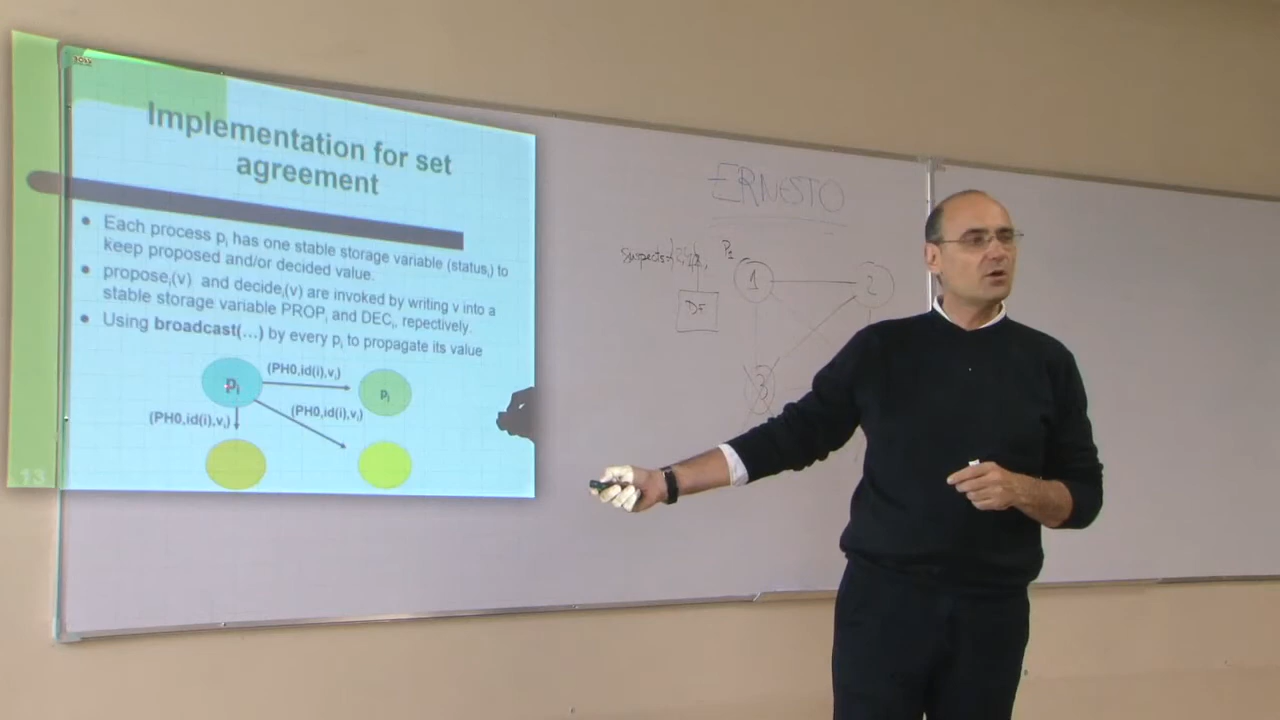 Implementation for set
agreement
● Each process pᵢ has one stable storage variable (statusᵢ) to
keep proposed and/or decided value.
● proposeᵢ(v) and decideᵢ(v) are invoked by writing v into a
stable storage variable PROPᵢ and DECᵢ, repectively.
● Using broadcast(…) by every pᵢ to propagate its value
(PH0,id(i),vᵢ)
pᵢ
pⱼ
(PH0,id(i),vᵢ)
(PH0,id(i),vᵢ)
13
ERNESTO
suspects
1
2
3